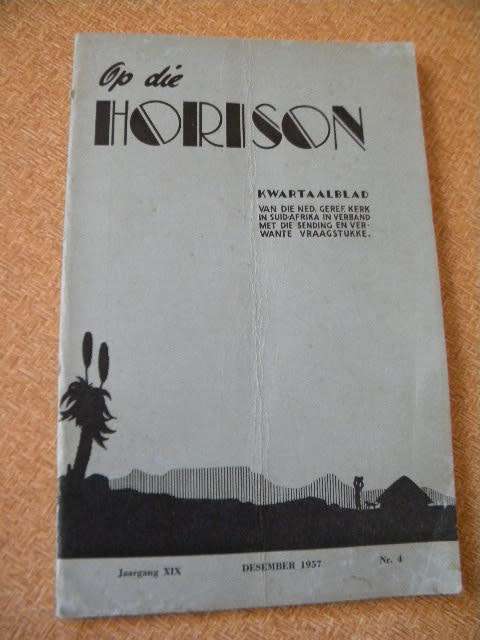 Op die
HORISON
KWARTAALBLAD
VAN DIE NED. GEREF. KERK
IN SUID-AFRIKA IN VERBAND
MET DIE SENDING EN VER-
WANTE VRAAGSTUKKE.
Jaargang XIX DESEMBER 1957 Nr. 4